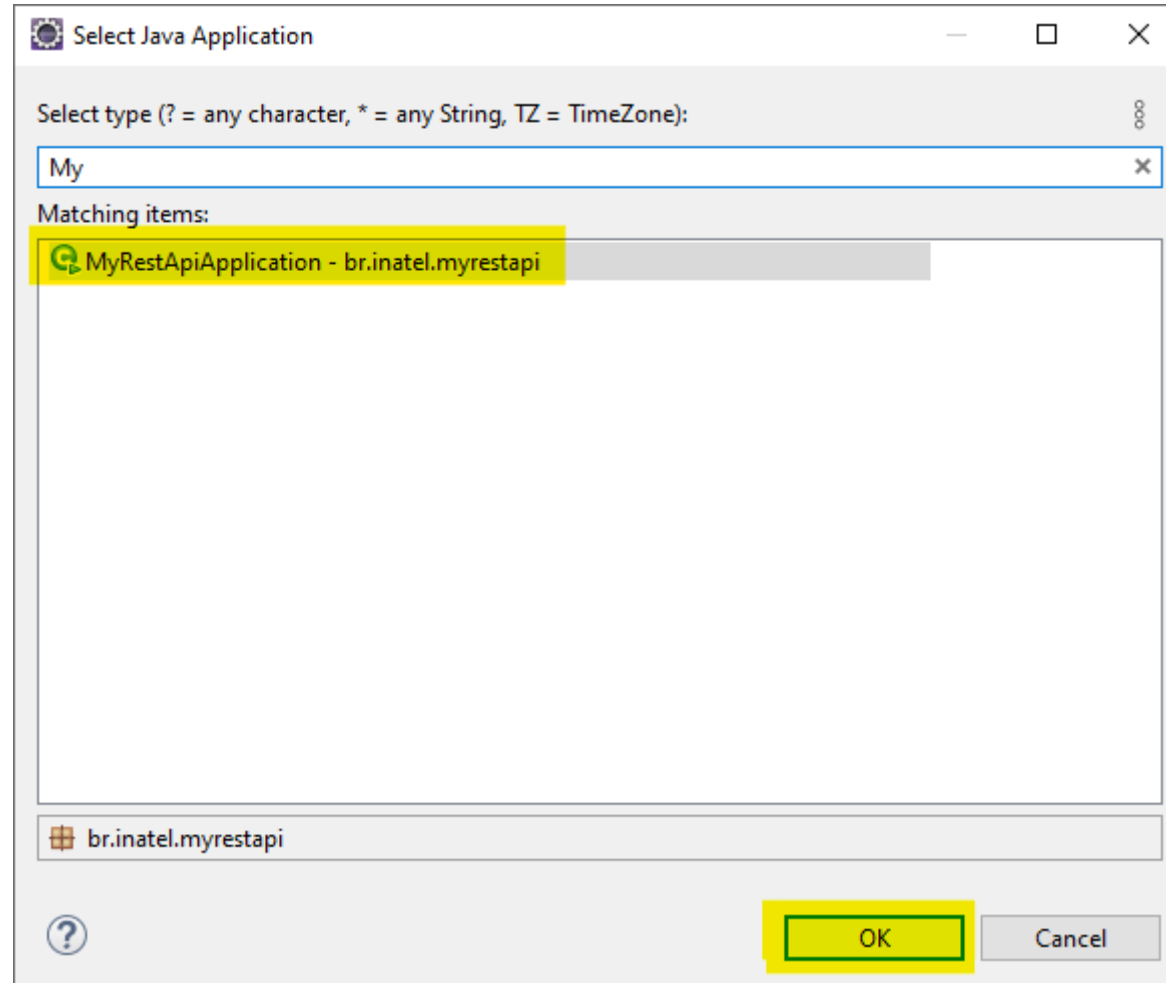 Select Java Application
Select type (? = any character, * = any String, TZ = TimeZone):
My
Matching items:
MyRestApiApplication - br.inatel.myrestapi
br.inatel.myrestapi
OK
Cancel